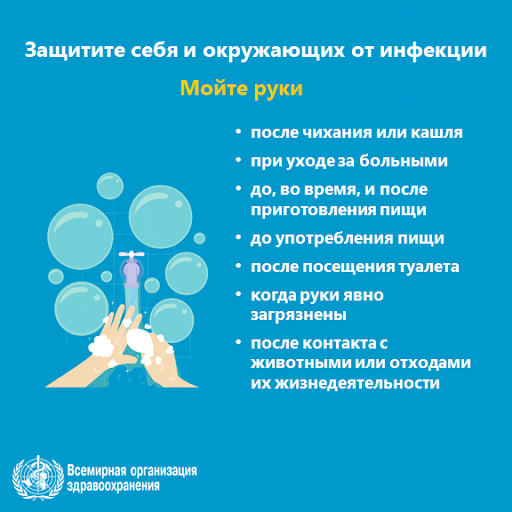 Защитите себя и окружающих от инфекции
Мойте руки
• после чихания или кашля
• при уходе за больными
• до, во время, и после
приготовления пищи
• до употребления пищи
• после посещения туалета
• когда руки явно
загрязнены
• после контакта с
животными или отходами
их жизнедеятельности
Всемирная организация
здравоохранения